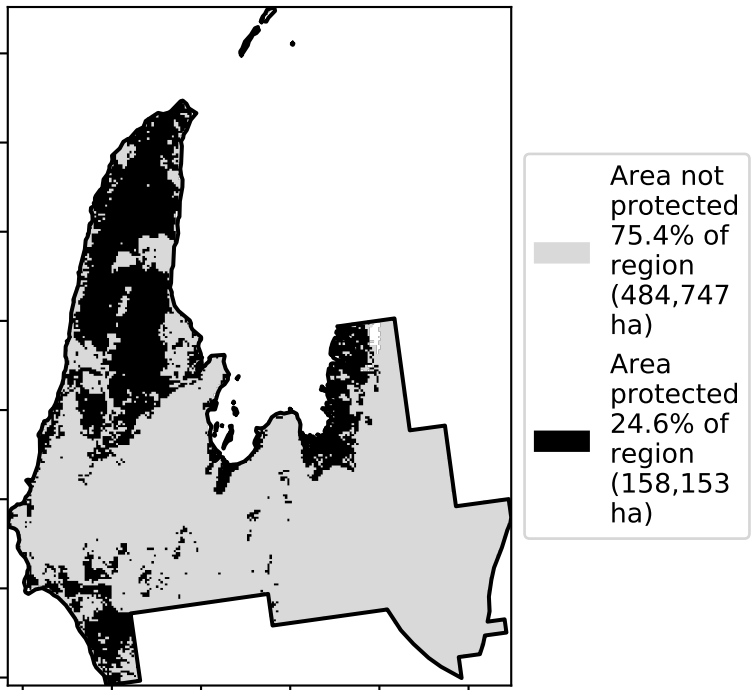 Area not
protected
75.4% of
region
(484,747
ha)
Area
protected
24.6% of
region
(158,153
ha)